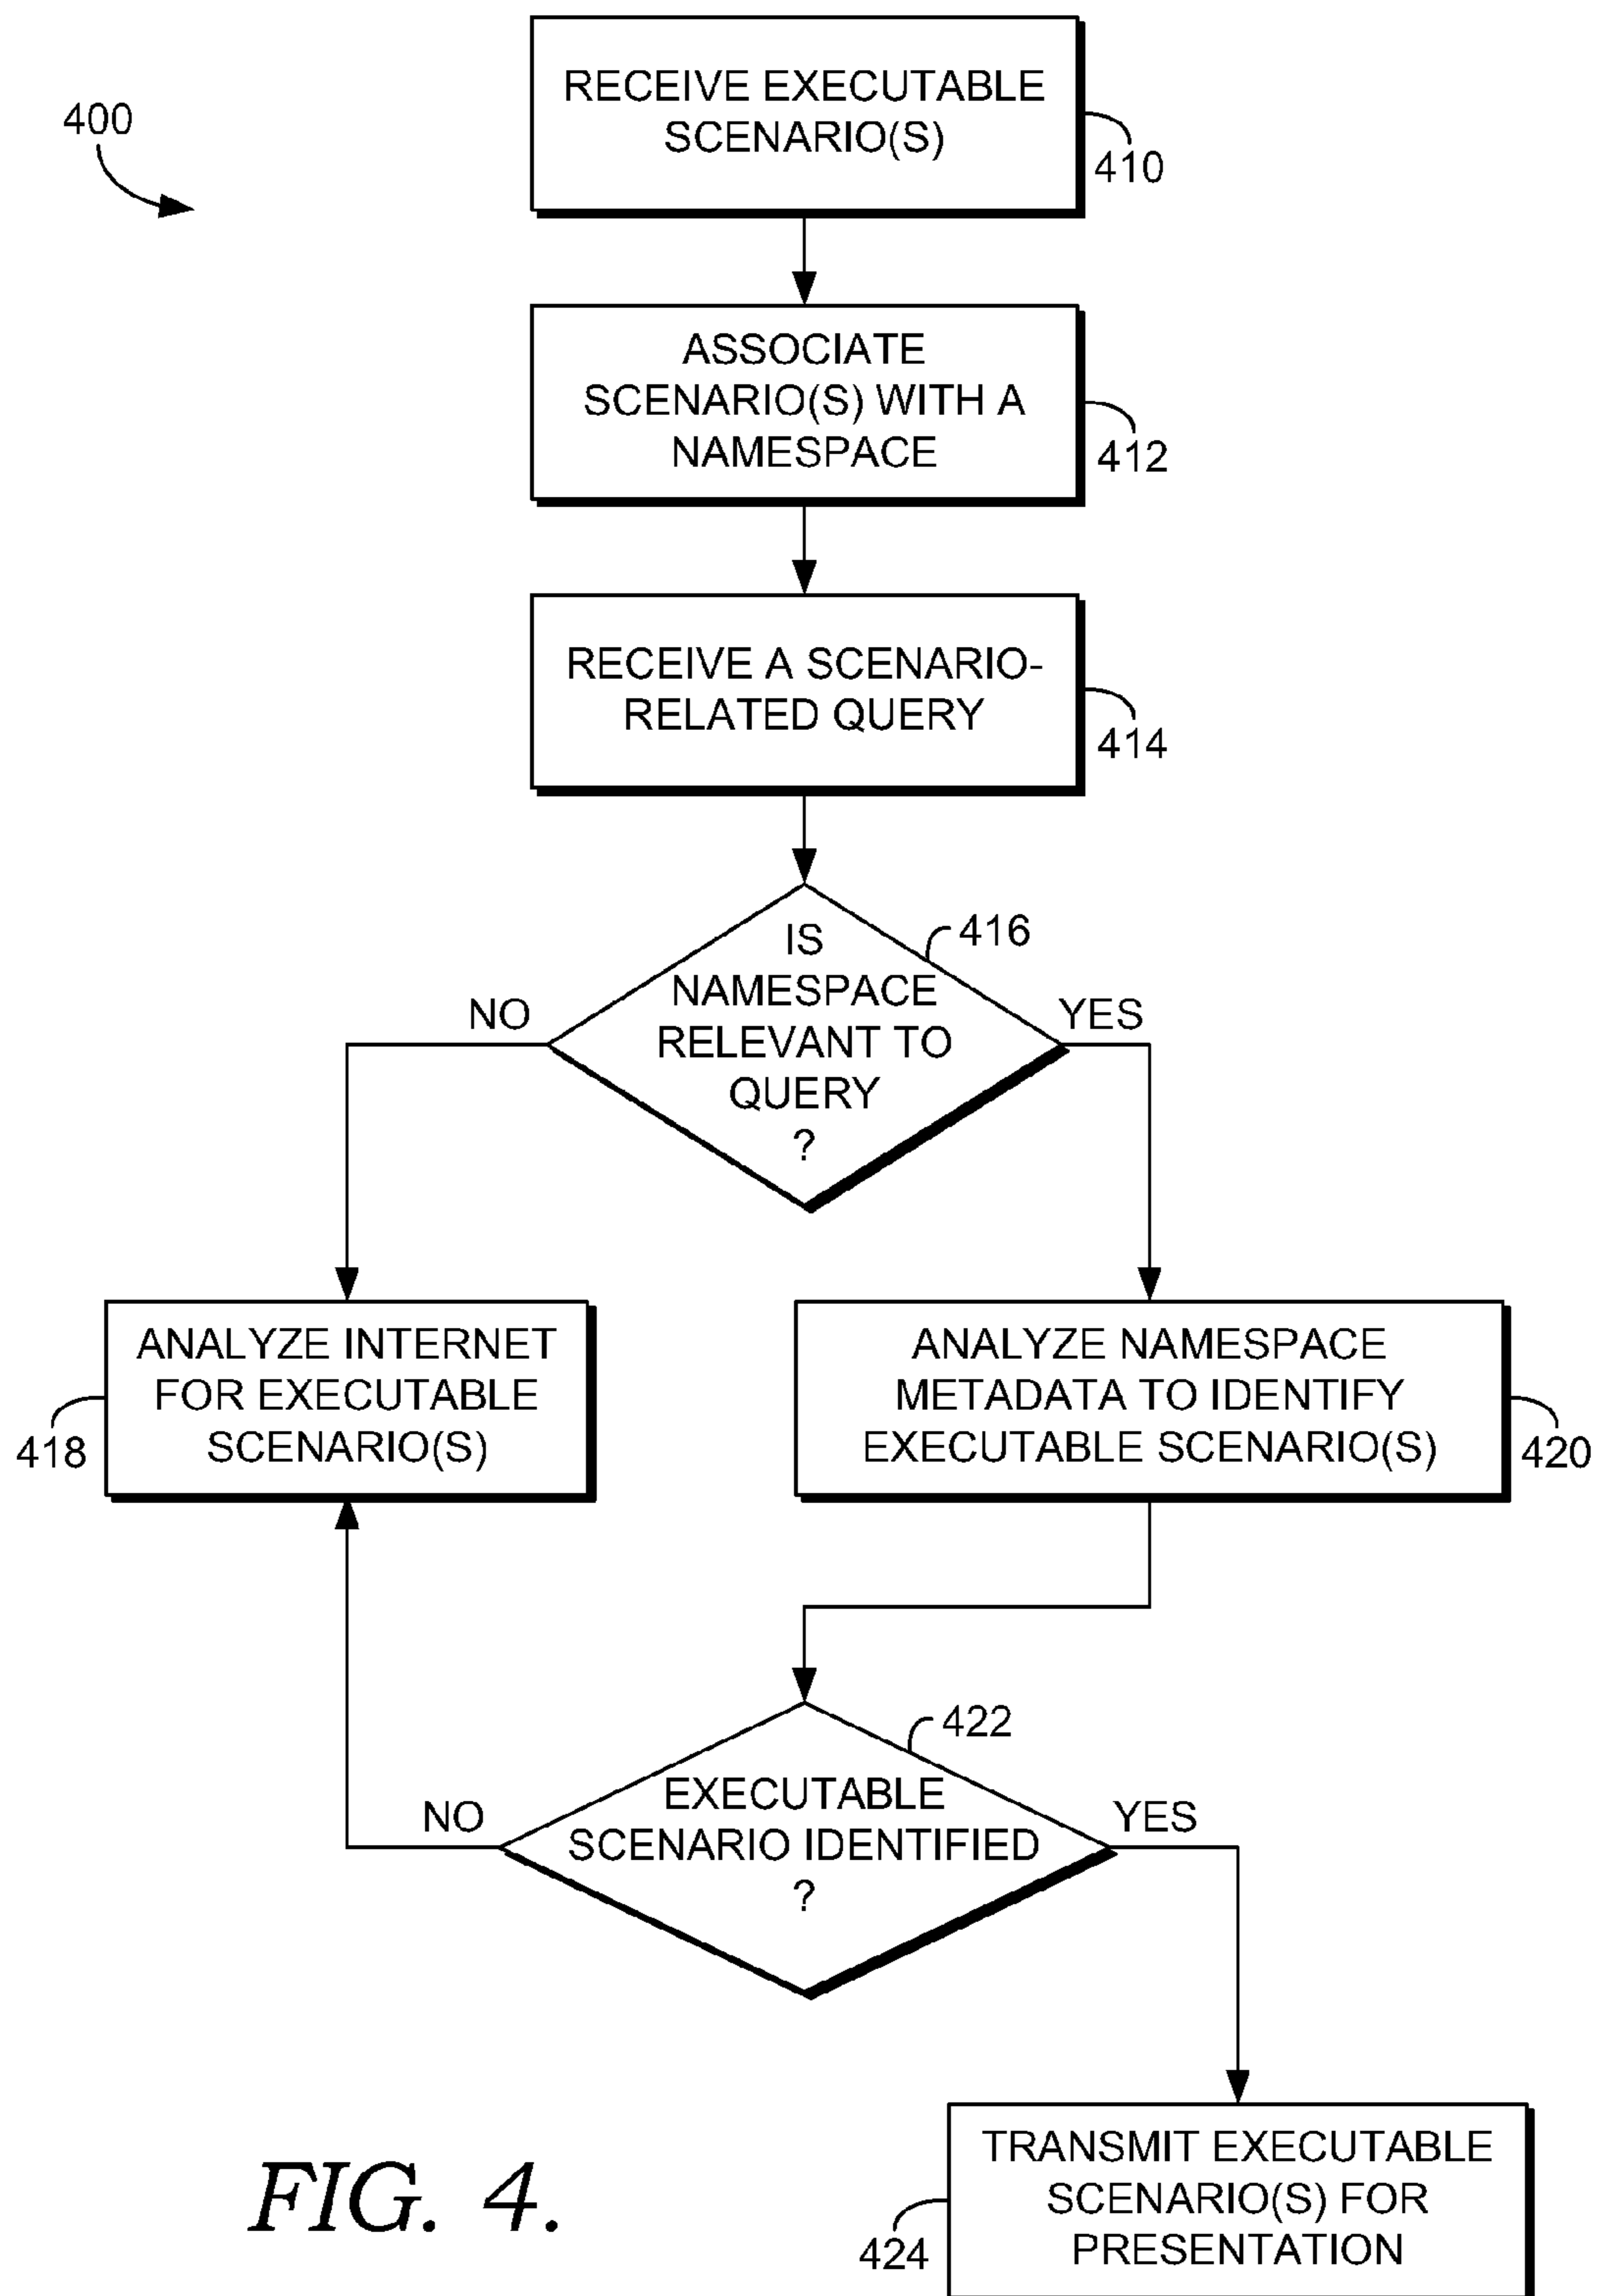 400
RECEIVE EXECUTABLE
SCENARIO(S)
410
ASSOCIATE
SCENARIO(S) WITH A
NAMESPACE
412
RECEIVE A SCENARIO-
RELATED QUERY
414
IS
NAMESPACE
RELEVANT TO
QUERY
?
416
NO
YES
ANALYZE INTERNET
FOR EXECUTABLE
SCENARIO(S)
418
ANALYZE NAMESPACE
METADATA TO IDENTIFY
EXECUTABLE SCENARIO(S)
420
422
EXECUTABLE
SCENARIO IDENTIFIED
?
NO
YES
TRANSMIT EXECUTABLE
SCENARIO(S) FOR
PRESENTATION
424
FIG. 4.